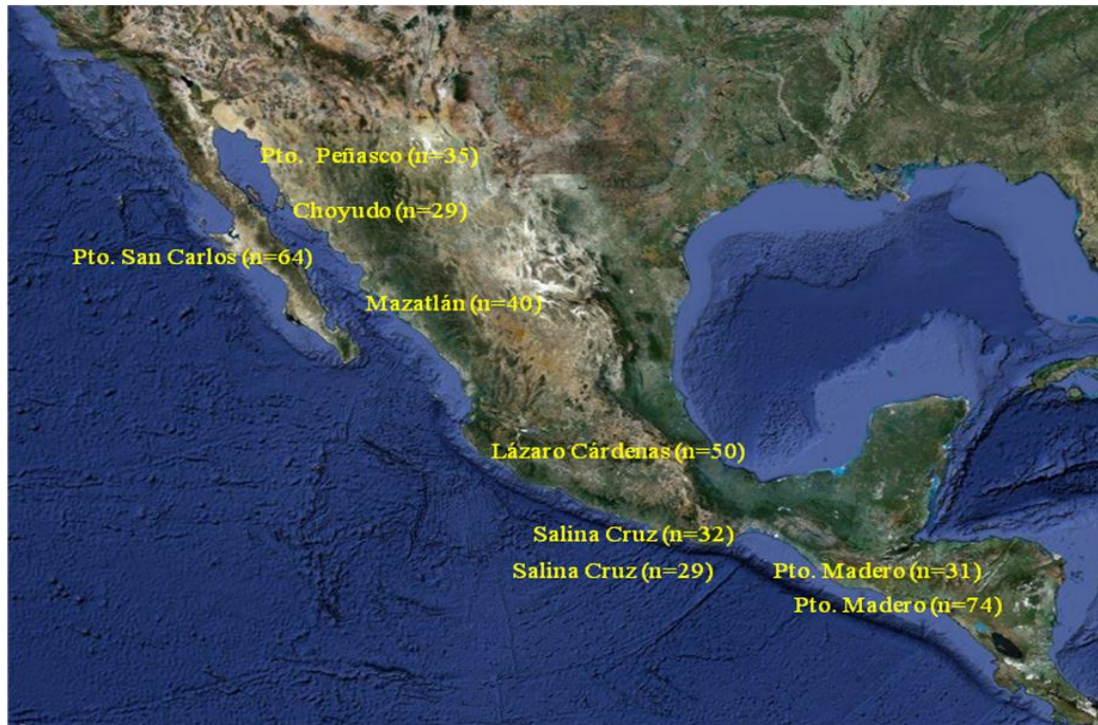 Pto. Peñasco (n=35)
Choyudo (n=29)
Pto. San Carlos (n=64)
Mazatlán (n=40)
Lázaro Cárdenas (n=50)
Salina Cruz (n=32)
Salina Cruz (n=29)
Pto. Madero (n=31)
Pto. Madero (n=74)